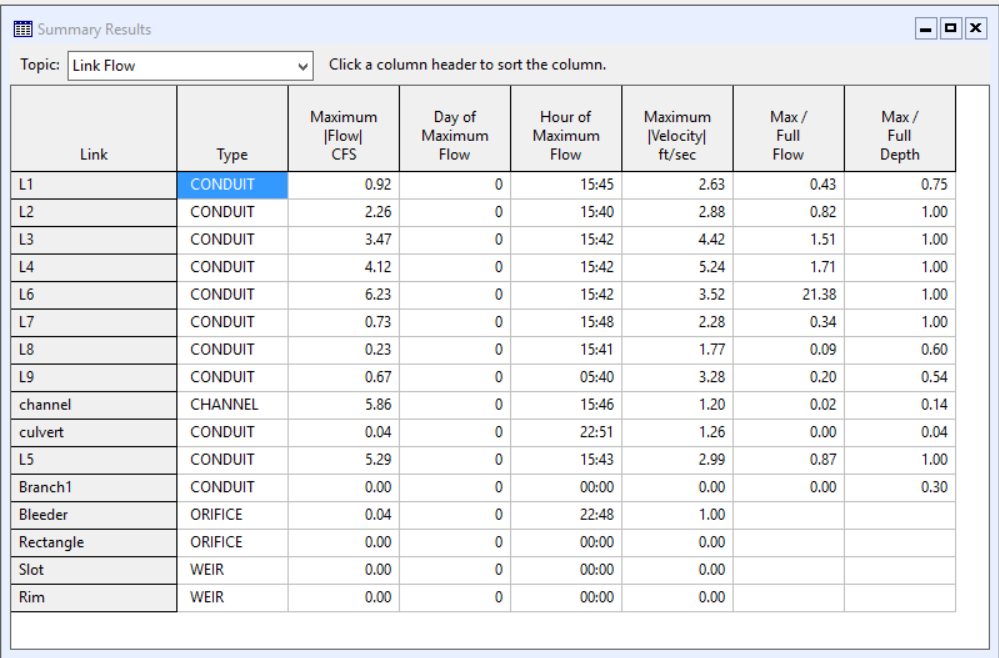 Summary Results
Topic: Link Flow Click a column header to sort the column.
Link Type Maximum |Flow| CFS Day of Maximum Flow Hour of Maximum Flow Maximum |Velocity| ft/sec Max / Full Flow Max / Full Depth
L1 CONDUIT 0.92 0 15:45 2.63 0.43 0.75
L2 CONDUIT 2.26 0 15:40 2.88 0.82 1.00
L3 CONDUIT 3.47 0 15:42 4.42 1.51 1.00
L4 CONDUIT 4.12 0 15:42 5.24 1.71 1.00
L6 CONDUIT 6.23 0 15:42 3.52 21.38 1.00
L7 CONDUIT 0.73 0 15:48 2.28 0.34 1.00
L8 CONDUIT 0.23 0 15:41 1.77 0.09 0.60
L9 CONDUIT 0.67 0 05:40 3.28 0.20 0.54
channel CHANNEL 5.86 0 15:46 1.20 0.02 0.14
culvert CONDUIT 0.04 0 22:51 1.26 0.00 0.04
L5 CONDUIT 5.29 0 15:43 2.99 0.87 1.00
Branch1 CONDUIT 0.00 0 00:00 0.00 0.00 0.30
Bleeder ORIFICE 0.04 0 22:48 1.00
Rectangle ORIFICE 0.00 0 00:00 0.00
Slot WEIR 0.00 0 00:00 0.00
Rim WEIR 0.00 0 00:00 0.00